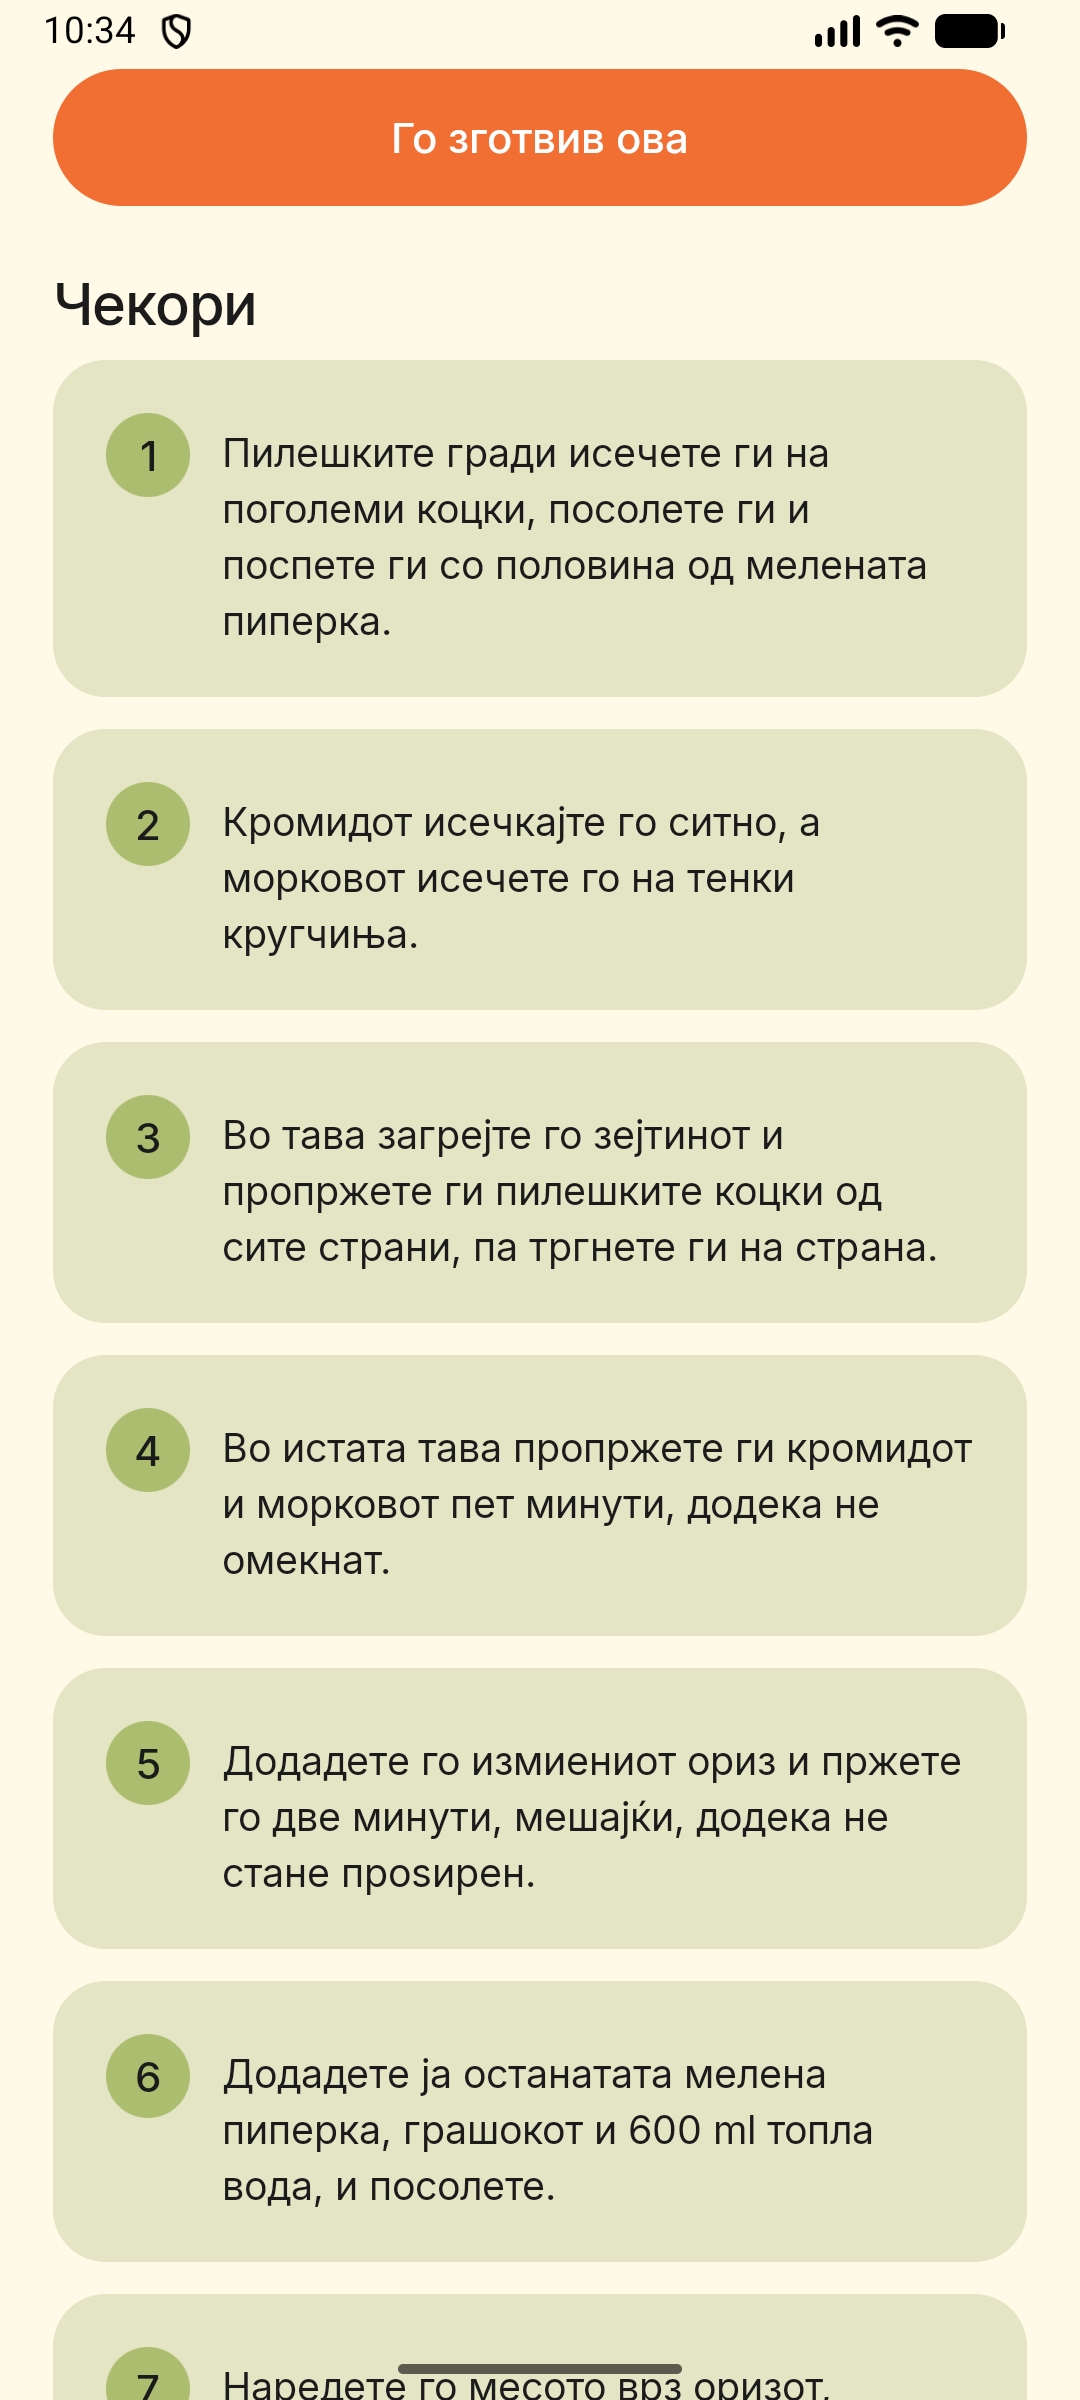 10:34
Го зготвив ова
Чекори
1
Пилешките гради исечете ги на
поголеми коцки, посолете ги и
поспете ги со половина од мелената
пиперка.
2
Кромидот исечкајте го ситно, а
морковот исечете го на тенки
кругчиња.
3
Во тава загрејте го зејтинот и
пропржете ги пилешките коцки од
сите страни, па тргнете ги на страна.
4
Во истата тава пропржете ги кромидот
и морковот пет минути, додека не
омекнат.
5
Додадете го измиениот ориз и пржете
го две минути, мешајќи, додека не
стане проѕирен.
6
Додадете ја останатата мелена
пиперка, грашокот и 600 ml топла
вода, и посолете.
7
Наредете го месото врз оризот,